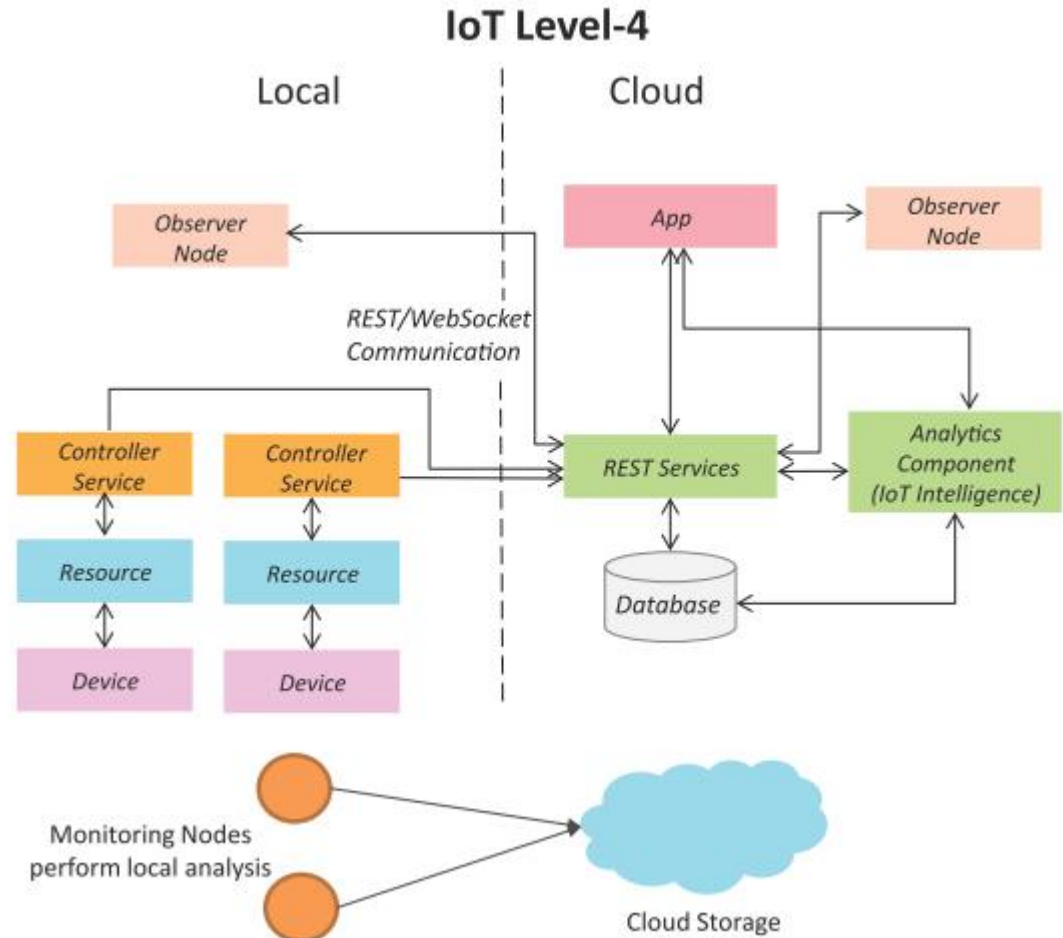 IoT Level-4
Local
Cloud
Observer
Node
App
Observer
Node
REST/WebSocket
Communication
Controller
Service
Controller
Service
REST Services
Analytics
Component
(IoT Intelligence)
Resource
Resource
Database
Device
Device
Monitoring Nodes
perform local analysis
Cloud Storage